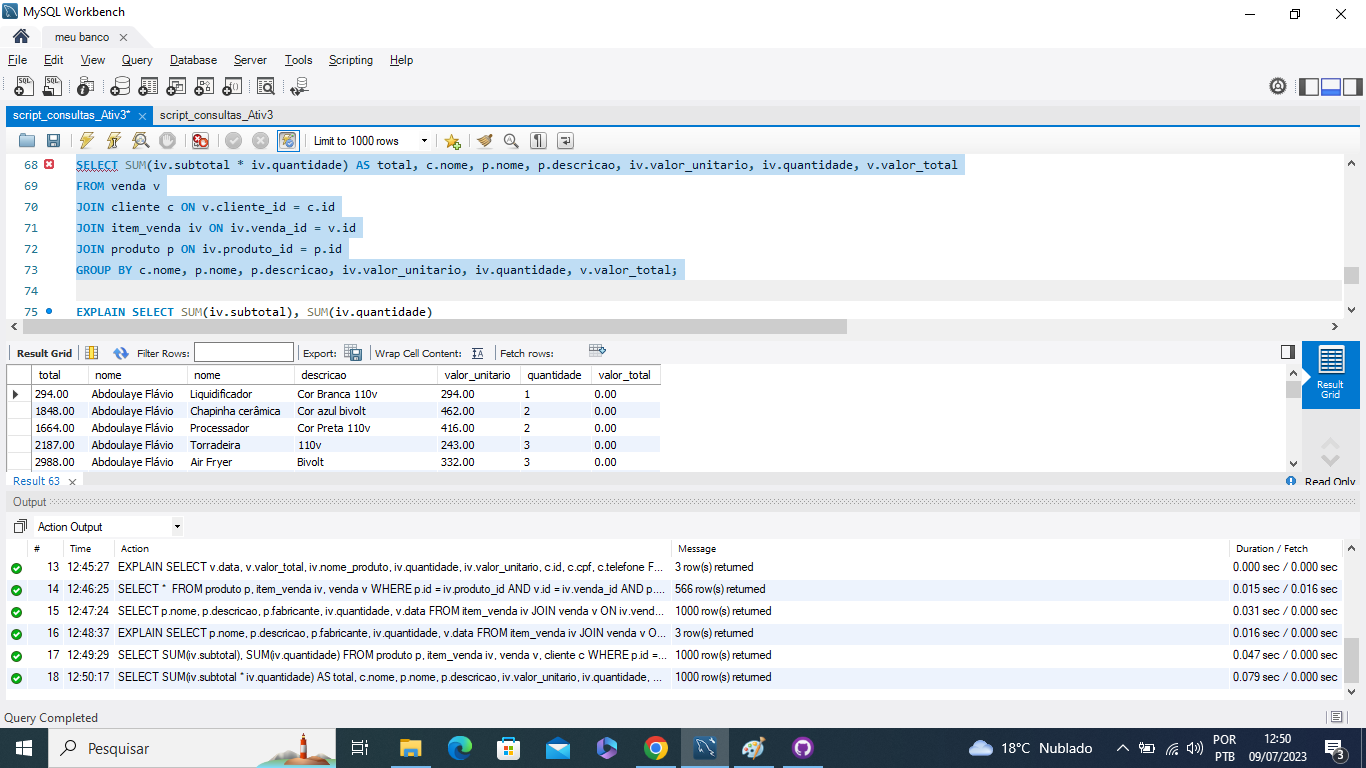 MySQL Workbench
meu banco
File Edit View Query Database Server Tools Scripting Help
script_consultas_Ativ3* script_consultas_Ativ3
Limit to 1000 rows
68 SELECT SUM(iv.subtotal * iv.quantidade) AS total, c.nome, p.nome, p.descricao, iv.valor_unitario, iv.quantidade, v.valor_total
69 FROM venda v
70 JOIN cliente c ON v.cliente_id = c.id
71 JOIN item_venda iv ON iv.venda_id = v.id
72 JOIN produto p ON iv.produto_id = p.id
73 GROUP BY c.nome, p.nome, p.descricao, iv.valor_unitario, iv.quantidade, v.valor_total;
74
75 EXPLAIN SELECT SUM(iv.subtotal), SUM(iv.quantidade)
Result Grid Filter Rows: Export: Wrap Cell Content: Fetch rows:
total nome nome descricao valor_unitario quantidade valor_total
294.00 Abdoulaye Flávio Liquidificador Cor Branca 110v 294.00 1 0.00
1848.00 Abdoulaye Flávio Chapinha cerâmica Cor azul bivolt 462.00 2 0.00
1664.00 Abdoulaye Flávio Processador Cor Preta 110v 416.00 2 0.00
2187.00 Abdoulaye Flávio Torradeira 110v 243.00 3 0.00
2988.00 Abdoulaye Flávio Air Fryer Bivolt 332.00 3 0.00
Result Grid
Result 63 Read Only
Output
Action Output
# Time Action Message Duration / Fetch
13 12:45:27 EXPLAIN SELECT v.data, v.valor_total, iv.nome_produto, iv.quantidade, iv.valor_unitario, c.id, c.cpf, c.telefone F... 3 row(s) returned 0.000 sec / 0.000 sec
14 12:46:25 SELECT * FROM produto p, item_venda iv, venda v WHERE p.id = iv.produto_id AND v.id = iv.venda_id AND p.... 566 row(s) returned 0.015 sec / 0.016 sec
15 12:47:24 SELECT p.nome, p.descricao, p.fabricante, iv.quantidade, v.data FROM item_venda iv JOIN venda v ON iv.vend... 1000 row(s) returned 0.031 sec / 0.000 sec
16 12:48:37 EXPLAIN SELECT p.nome, p.descricao, p.fabricante, iv.quantidade, v.data FROM item_venda iv JOIN venda v O... 3 row(s) returned 0.016 sec / 0.000 sec
17 12:49:29 SELECT SUM(iv.subtotal), SUM(iv.quantidade) FROM produto p, item_venda iv, venda v, cliente c WHERE p.id =... 1000 row(s) returned 0.047 sec / 0.000 sec
18 12:50:17 SELECT SUM(iv.subtotal * iv.quantidade) AS total, c.nome, p.nome, p.descricao, iv.valor_unitario, iv.quantidade, ... 1000 row(s) returned 0.079 sec / 0.000 sec
Query Completed
Pesquisar
18°C Nublado
POR
PTB
12:50
09/07/2023
3